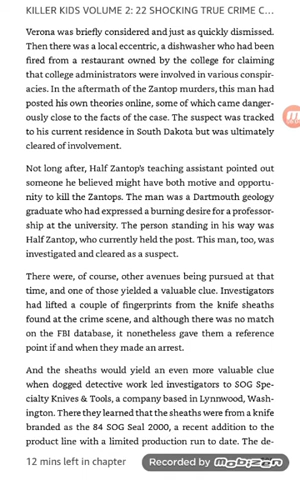 KILLER KIDS VOLUME 2: 22 SHOCKING TRUE CRIME C...
Verona was briefly considered and just as quickly dismissed.
Then there was a local eccentric, a dishwasher who had been
fired from a restaurant owned by the college for claiming
that college administrators were involved in various conspir-
acies. In the aftermath of the Zantop murders, this man had
posted his own theories online, some of which came danger-
ously close to the facts of the case. The suspect was tracked
to his current residence in South Dakota but was ultimately
cleared of involvement.
Not long after, Half Zantop's teaching assistant pointed out
someone he believed might have both motive and opportu-
nity to kill the Zantops. The man was a Dartmouth geology
graduate who had expressed a burning desire for a professor-
ship at the university. The person standing in his way was
Half Zantop, who currently held the post. This man, too, was
investigated and cleared as a suspect.
There were, of course, other avenues being pursued at that
time, and one of those yielded a valuable clue. Investigators
had lifted a couple of fingerprints from the knife sheaths
found at the crime scene, and although there was no match
on the FBI database, it nonetheless gave them a reference
point if and when they made an arrest.
And the sheaths would yield an even more valuable clue
when dogged detective work led investigators to SOG Spe-
cialty Knives & Tools, a company based in Lynnwood, Wash-
ington. There they learned that the sheaths were from a knife
branded as the 84 SOG Seal 2000, a recent addition to the
product line with a limited production run to date. The de-
12 mins left in chapter
Recorded by mobizen